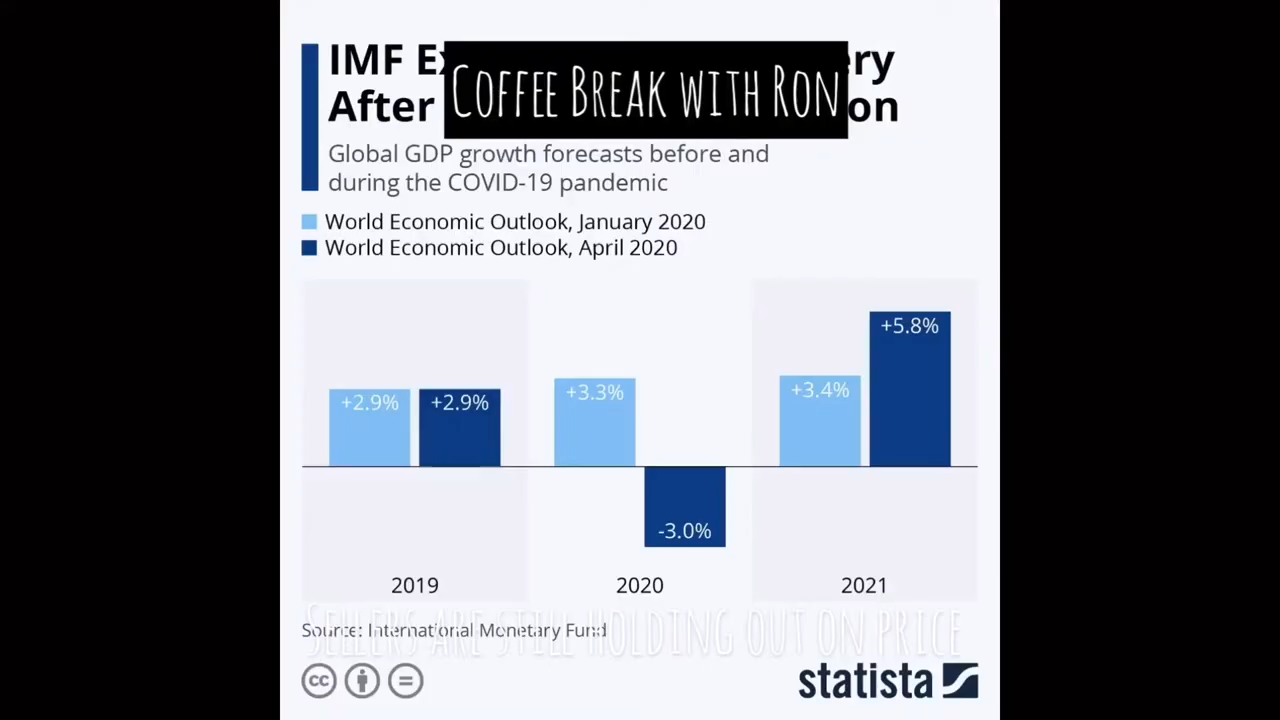 IMF Ex ry
After on
COFFEE BREAK WITH RON
Global GDP growth forecasts before and
during the COVID-19 pandemic
World Economic Outlook, January 2020
World Economic Outlook, April 2020
+2.9% +2.9% +3.3% -3.0% +3.4% +5.8%
2019 2020 2021
SELLERS ARE STILL HOLDING OUT ON PRICE
Source: International Monetary Fund
cc
statista